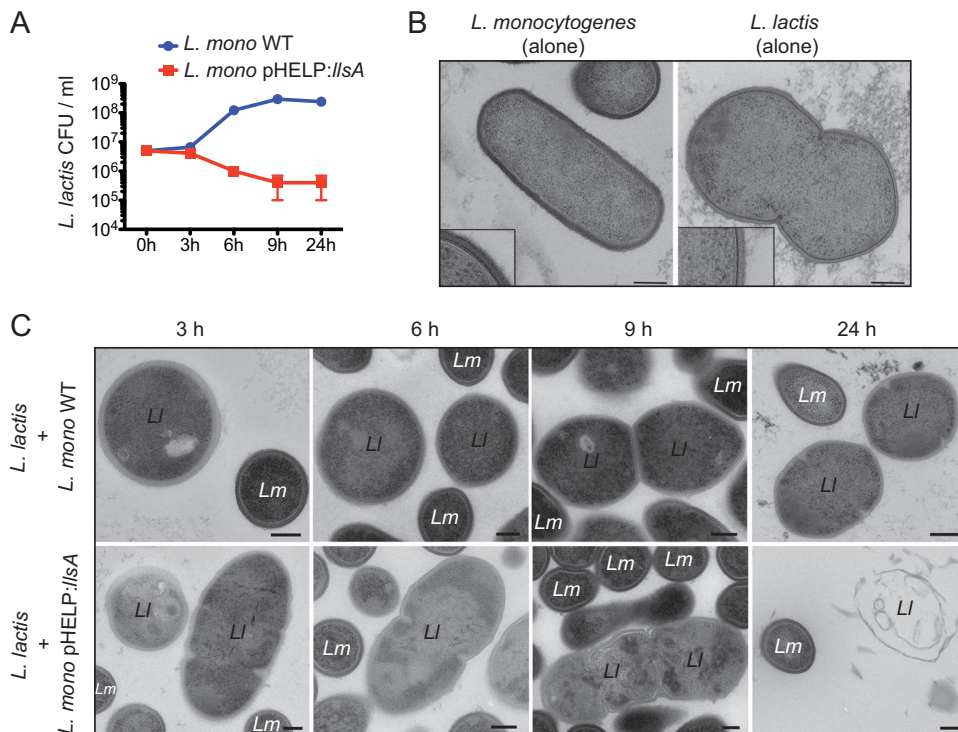 A
L. mono WT
L. mono pHELP:llsA
L. lactis CFU / ml
10⁹
10⁸
10⁷
10⁶
10⁵
10⁴
0h 3h 6h 9h 24h
B
L. monocytogenes
(alone)
L. lactis
(alone)
C
3 h 6 h 9 h 24 h
L. lactis
+
L. mono WT
Ll
Lm
Lm
Ll Ll
Lm
Lm
Ll Ll
Lm
Lm
Ll
Ll
L. lactis
+
L. mono pHELP:llsA
Ll
Ll
Lm
Lm
Ll
Lm
Lm Lm Lm
Ll Ll
Ll
Lm